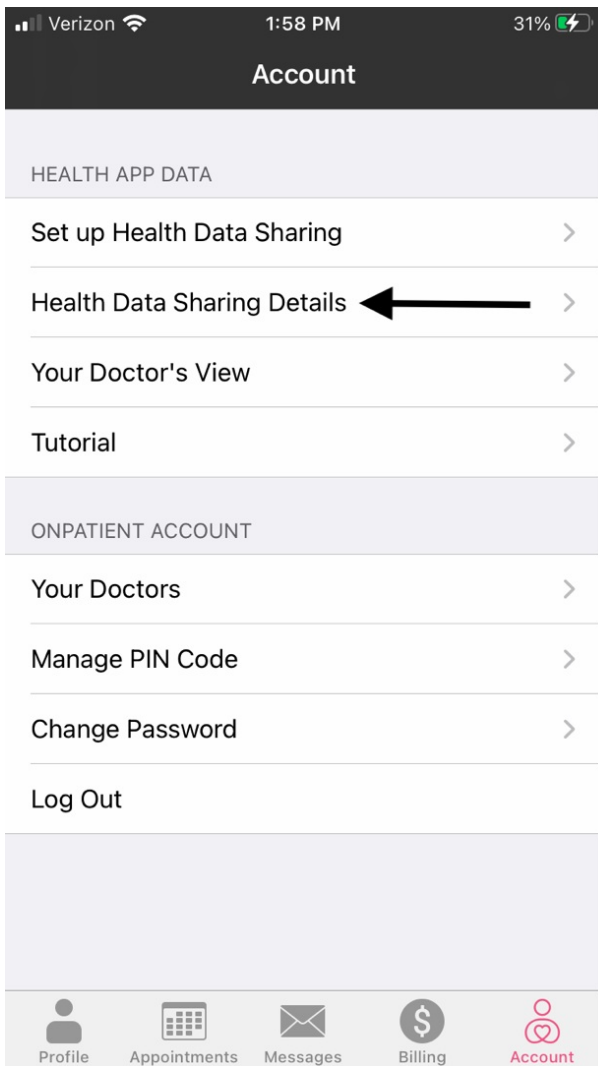 Verizon 1:58 PM 31%
Account
HEALTH APP DATA
Set up Health Data Sharing
Health Data Sharing Details
Your Doctor's View
Tutorial
ONPATIENT ACCOUNT
Your Doctors
Manage PIN Code
Change Password
Log Out
Profile Appointments Messages Billing Account